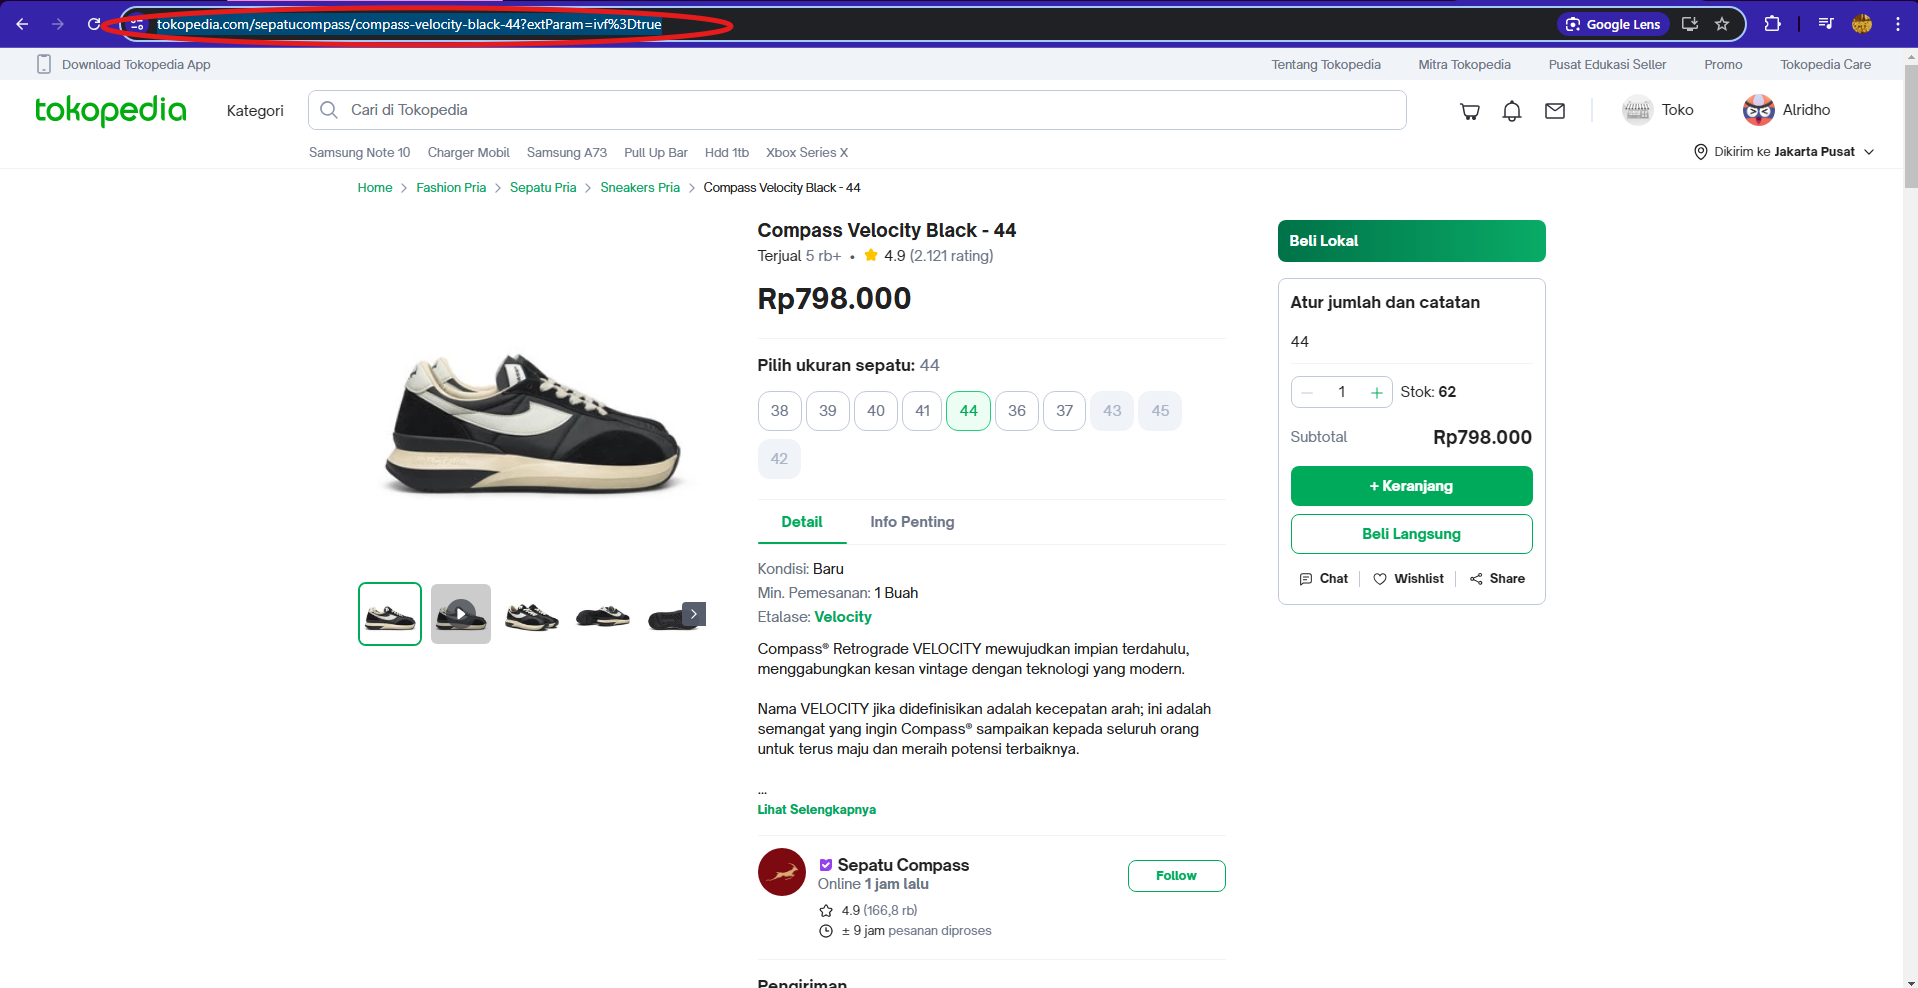 tokopedia.com/sepatucompass/compass-velocity-black-44?extParam=ivf%3Dtrue
Google Lens
Download Tokopedia App
Tentang Tokopedia
Mitra Tokopedia
Pusat Edukasi Seller
Promo
Tokopedia Care
tokopedia
Kategori
Cari di Tokopedia
Toko
Alridho
Samsung Note 10
Charger Mobil
Samsung A73
Pull Up Bar
Hdd 1tb
Xbox Series X
Dikirim ke Jakarta Pusat
Home > Fashion Pria > Sepatu Pria > Sneakers Pria > Compass Velocity Black - 44
Compass Velocity Black - 44
Terjual 5 rb+ • 4.9 (2.121 rating)
Rp798.000
Pilih ukuran sepatu: 44
38 39 40 41 44 36 37 43 45
42
Detail
Info Penting
Kondisi: Baru
Min. Pemesanan: 1 Buah
Etalase: Velocity
Compass® Retrograde VELOCITY mewujudkan impian terdahulu,
menggabungkan kesan vintage dengan teknologi yang modern.
Nama VELOCITY jika didefinisikan adalah kecepatan arah; ini adalah
semangat yang ingin Compass® sampaikan kepada seluruh orang
untuk terus maju dan meraih potensi terbaiknya.
...
Lihat Selengkapnya
Sepatu Compass
Online 1 jam lalu
Follow
4.9 (166,8 rb)
± 9 jam pesanan diproses
Pengiriman
Beli Lokal
Atur jumlah dan catatan
44
1
Stok: 62
Subtotal
Rp798.000
+ Keranjang
Beli Langsung
Chat
Wishlist
Share